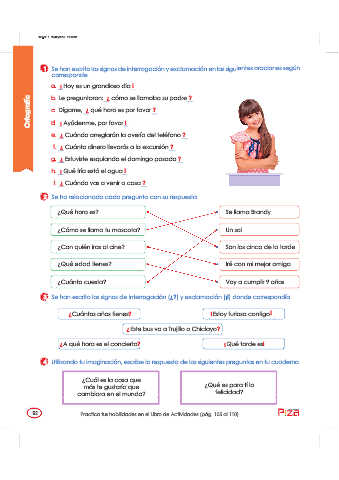 Ortografía
1 Se han escrito los signos de interrogación y exclamación en las siguientes oraciones según
corresponda
a. ¡ Hoy es un grandioso día !
b. Le preguntaron: ¿ cómo se llamaba su padre ?
c. Dígame, ¿ qué hora es por favor ?
d. ¡ Ayúdenme, por favor !
e. ¿ Cuándo arreglarán la avería del teléfono ?
f. ¿ Cuánto dinero llevarás a la excursión ?
g. ¿ Estuviste esquiando el domingo pasado ?
h. ¡ Qué fría está el agua !
i. ¿ Cuándo vas a venir a casa ?
2 Se ha relacionado cada pregunta con su respuesta
¿Qué hora es? Se llama Brandy
¿Cómo se llama tu mascota? Un sol
¿Con quién iras al cine? Son las cinco de la tarde
¿Qué edad tienes? Iré con mi mejor amiga
¿Cuánto cuesta? Voy a cumplir 9 años
3 Se han escrito los signos de interrogación (¿?) y exclamación (¡!) donde corresponda
¿Cuántos años tienes? ¡Estoy furioso contigo!
¿Este bus va a Trujillo o Chiclayo?
¿A qué hora es el concierto? ¡Qué tarde es!
4 Utilizando tu imaginación, escribe la respuesta de las siguientes preguntas en tu cuaderno
¿Cuál es la cosa que
más te gustaría que
cambiara en el mundo?
¿Qué es para ti la
felicidad?
Practica tus habilidades en el Libro de Actividades (pág. 108 al 110)